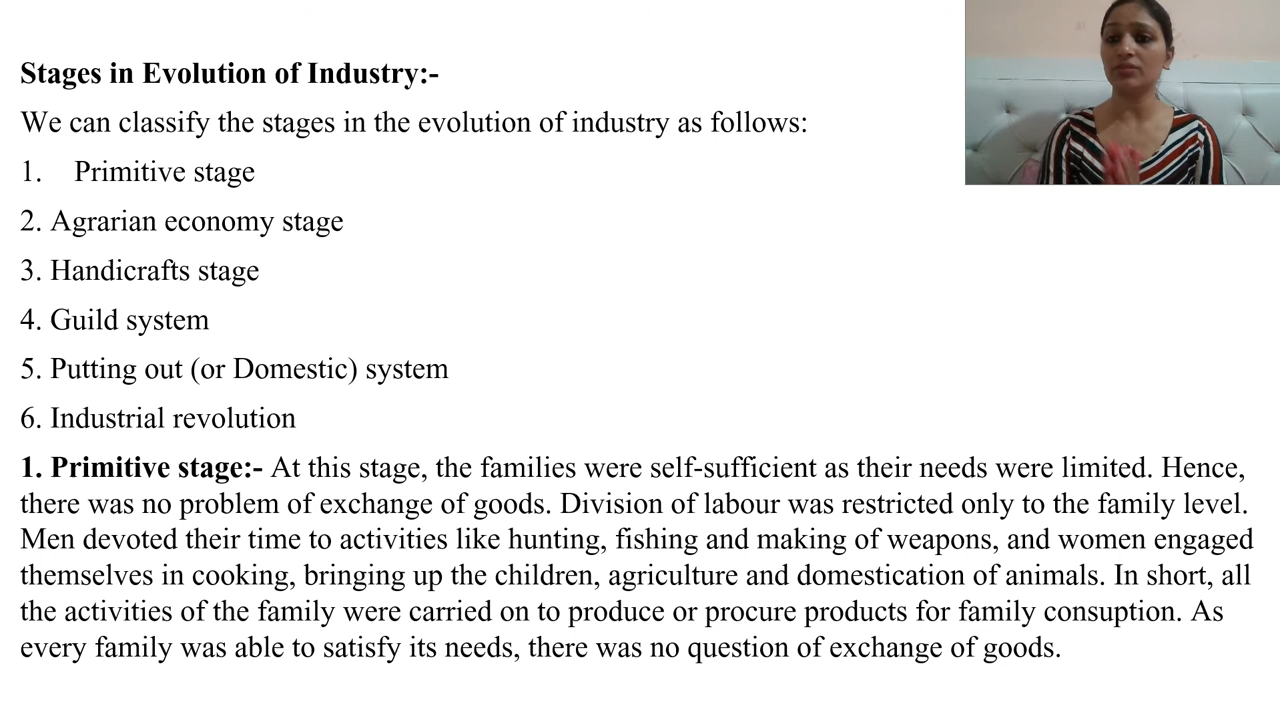 Stages in Evolution of Industry:-
We can classify the stages in the evolution of industry as follows:
1. Primitive stage
2. Agrarian economy stage
3. Handicrafts stage
4. Guild system
5. Putting out (or Domestic) system
6. Industrial revolution
1. Primitive stage:- At this stage, the families were self-sufficient as their needs were limited. Hence,
there was no problem of exchange of goods. Division of labour was restricted only to the family level.
Men devoted their time to activities like hunting, fishing and making of weapons, and women engaged
themselves in cooking, bringing up the children, agriculture and domestication of animals. In short, all
the activities of the family were carried on to produce or procure products for family consuption. As
every family was able to satisfy its needs, there was no question of exchange of goods.